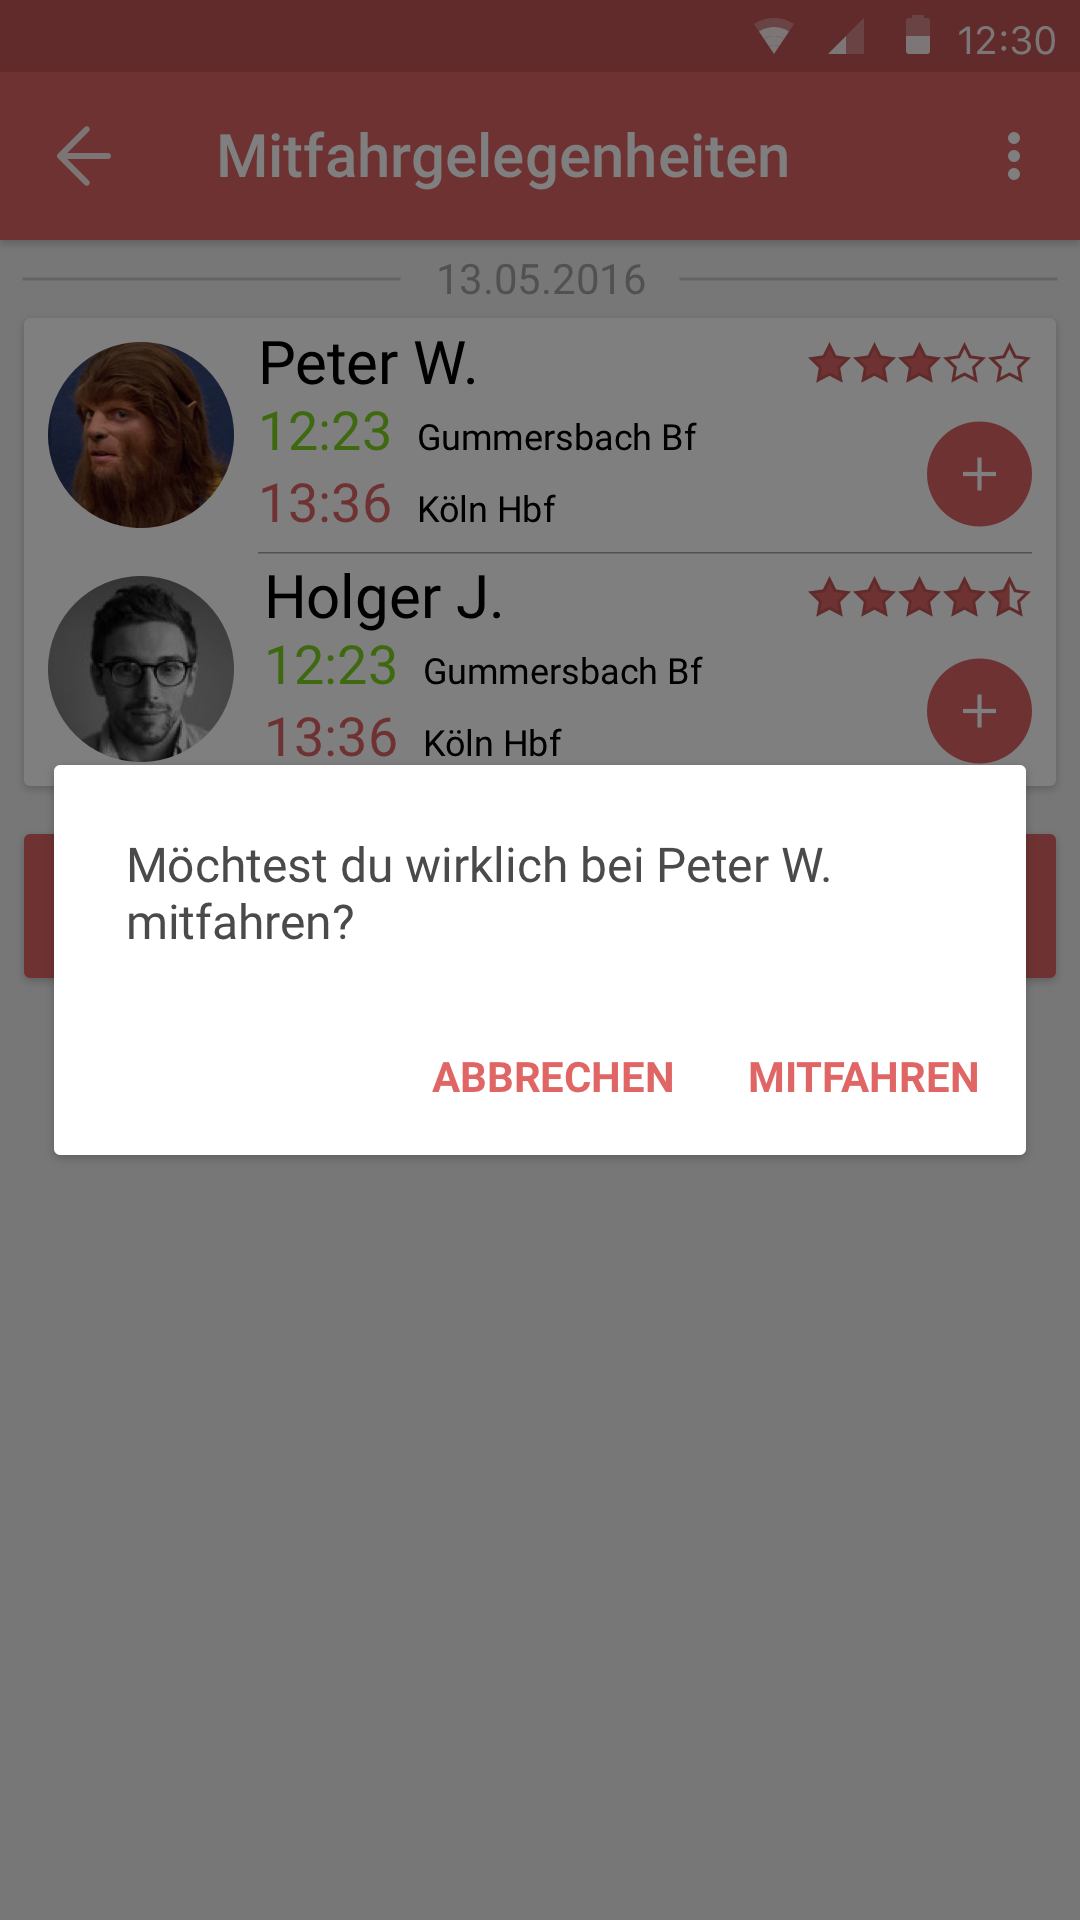 12:30
Mitfahrgelegenheiten
13.05.2016
Peter W.
12:23 Gummersbach Bf
13:36 Köln Hbf
Holger J.
12:23 Gummersbach Bf
13:36 Köln Hbf
Möchtest du wirklich bei Peter W.
mitfahren?
ABBRECHEN MITFAHREN